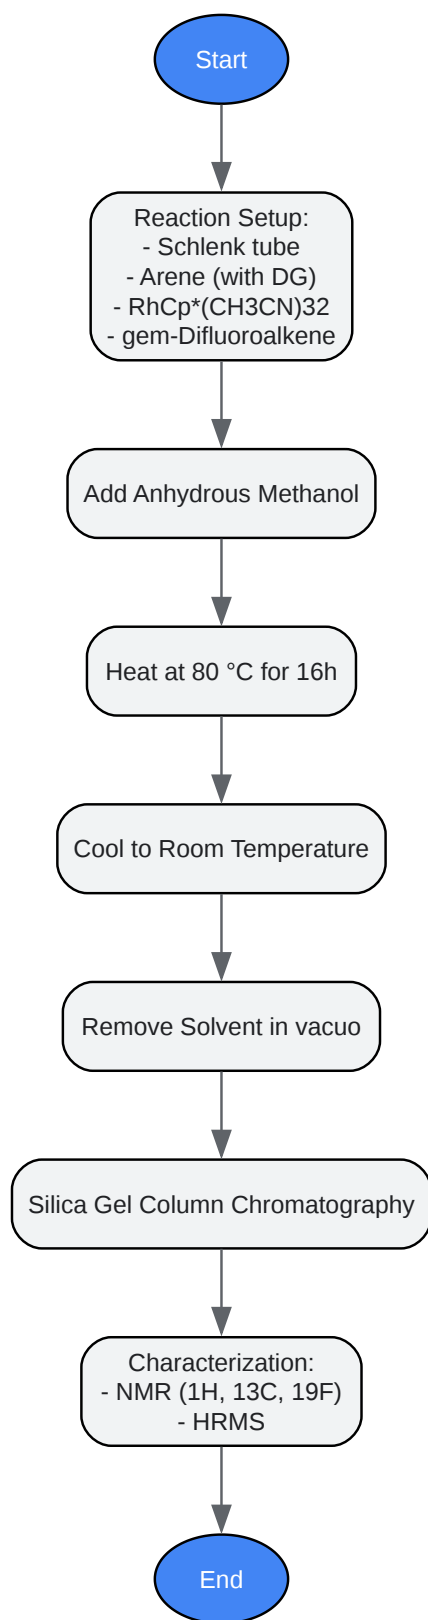 Start
Reaction Setup:
- Schlenk tube
- Arene (with DG)
- RhCp*(CH3CN)32
- gem-Difluoroalkene
Add Anhydrous Methanol
Heat at 80 °C for 16h
Cool to Room Temperature
Remove Solvent in vacuo
Silica Gel Column Chromatography
Characterization:
- NMR (1H, 13C, 19F)
- HRMS
End